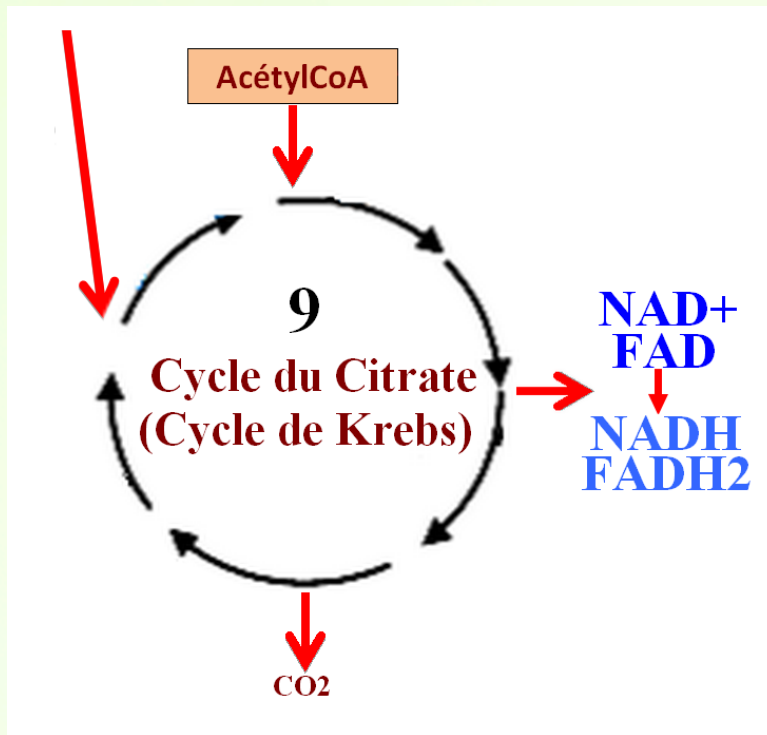 AcétylCoA
9
Cycle du Citrate
(Cycle de Krebs)
NAD+
FAD
NADH
FADH2
CO2